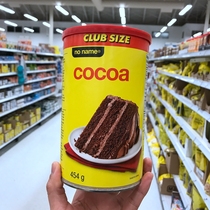 CLUB SIZE
no name
cocoa
454 g